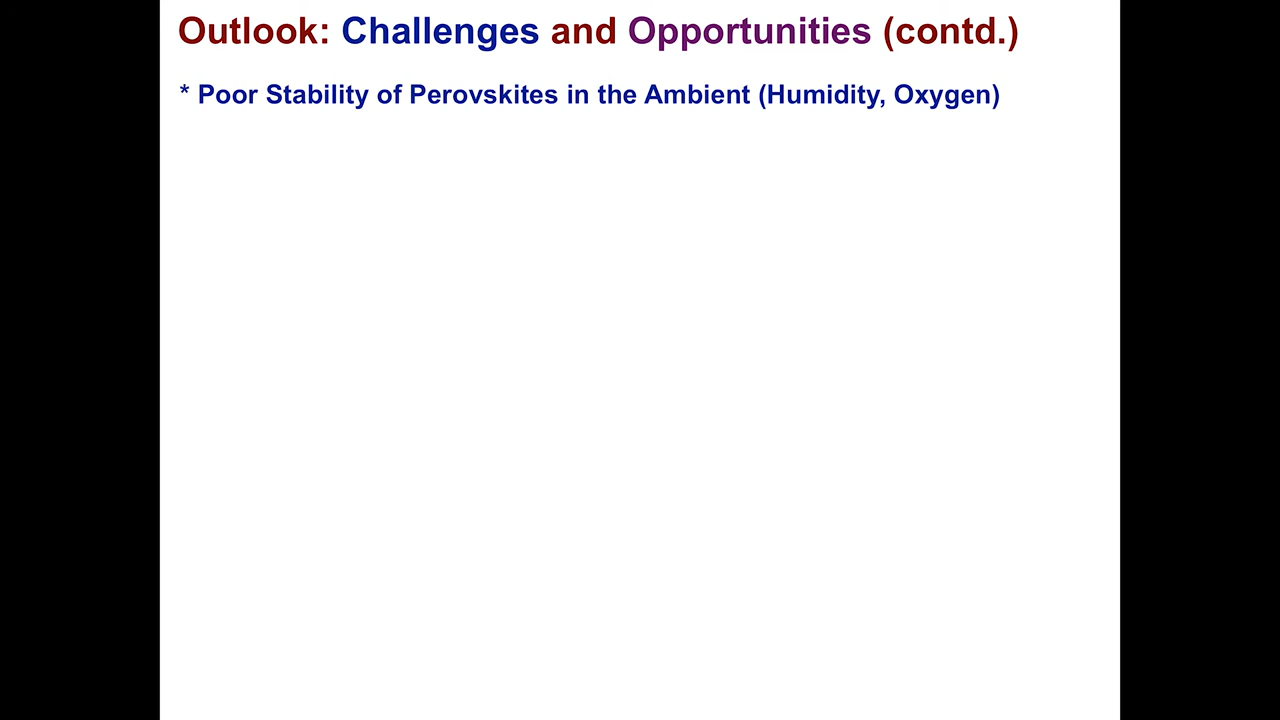 Outlook: Challenges and Opportunities (contd.)
* Poor Stability of Perovskites in the Ambient (Humidity, Oxygen)